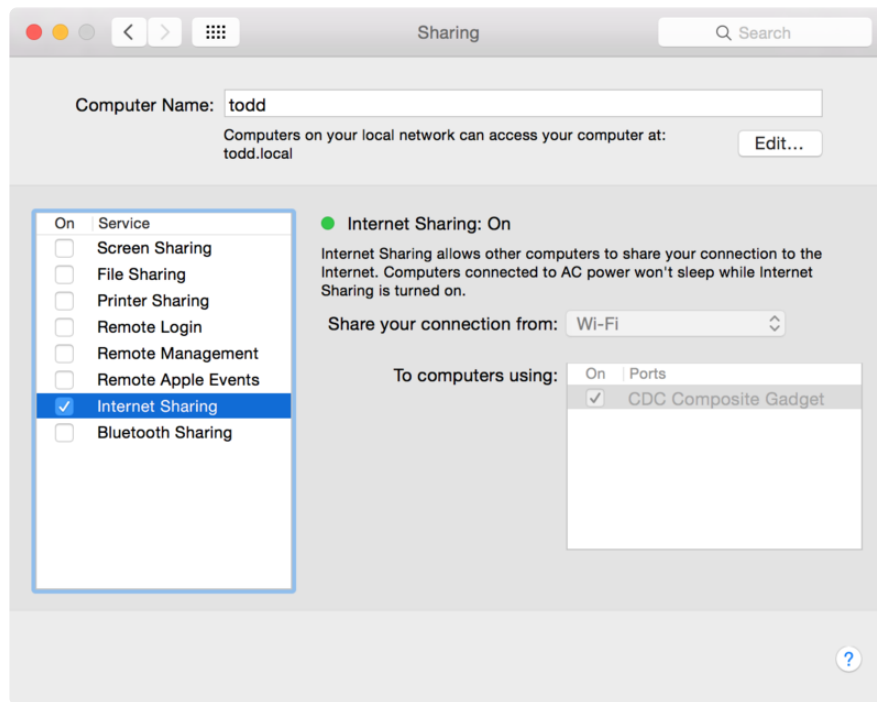 Sharing
Search
Computer Name: todd
Computers on your local network can access your computer at:
todd.local
Edit...
On Service
Screen Sharing
File Sharing
Printer Sharing
Remote Login
Remote Management
Remote Apple Events
Internet Sharing
Bluetooth Sharing
Internet Sharing: On
Internet Sharing allows other computers to share your connection to the
Internet. Computers connected to AC power won't sleep while Internet
Sharing is turned on.
Share your connection from: Wi-Fi
To computers using:
On Ports
CDC Composite Gadget
?